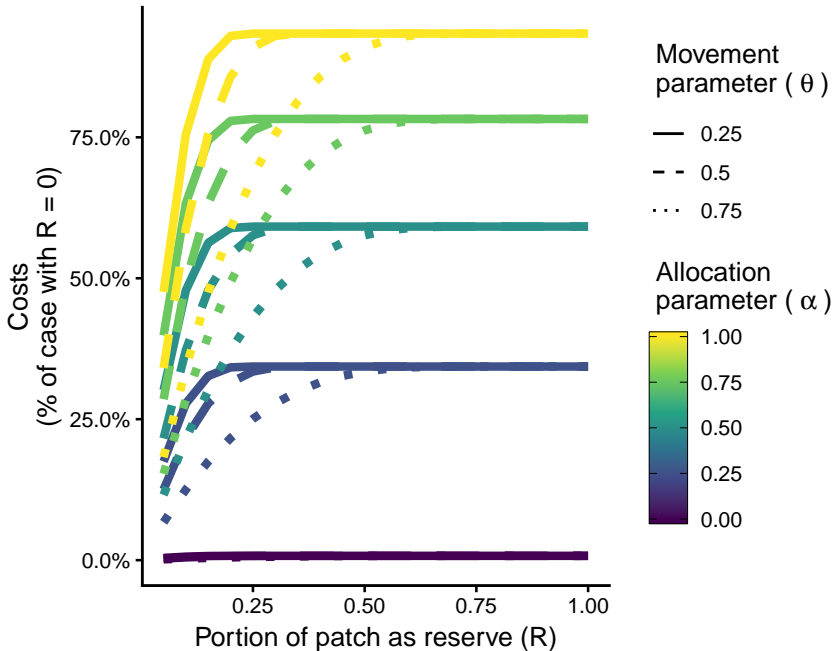 75.0%
50.0%
25.0%
0.0%
0.25
0.50
0.75
1.00
Costs
(% of case with R = 0)
Portion of patch as reserve (R)
Movement
parameter ( θ )
0.25
0.5
0.75
Allocation
parameter ( α )
1.00
0.75
0.50
0.25
0.00